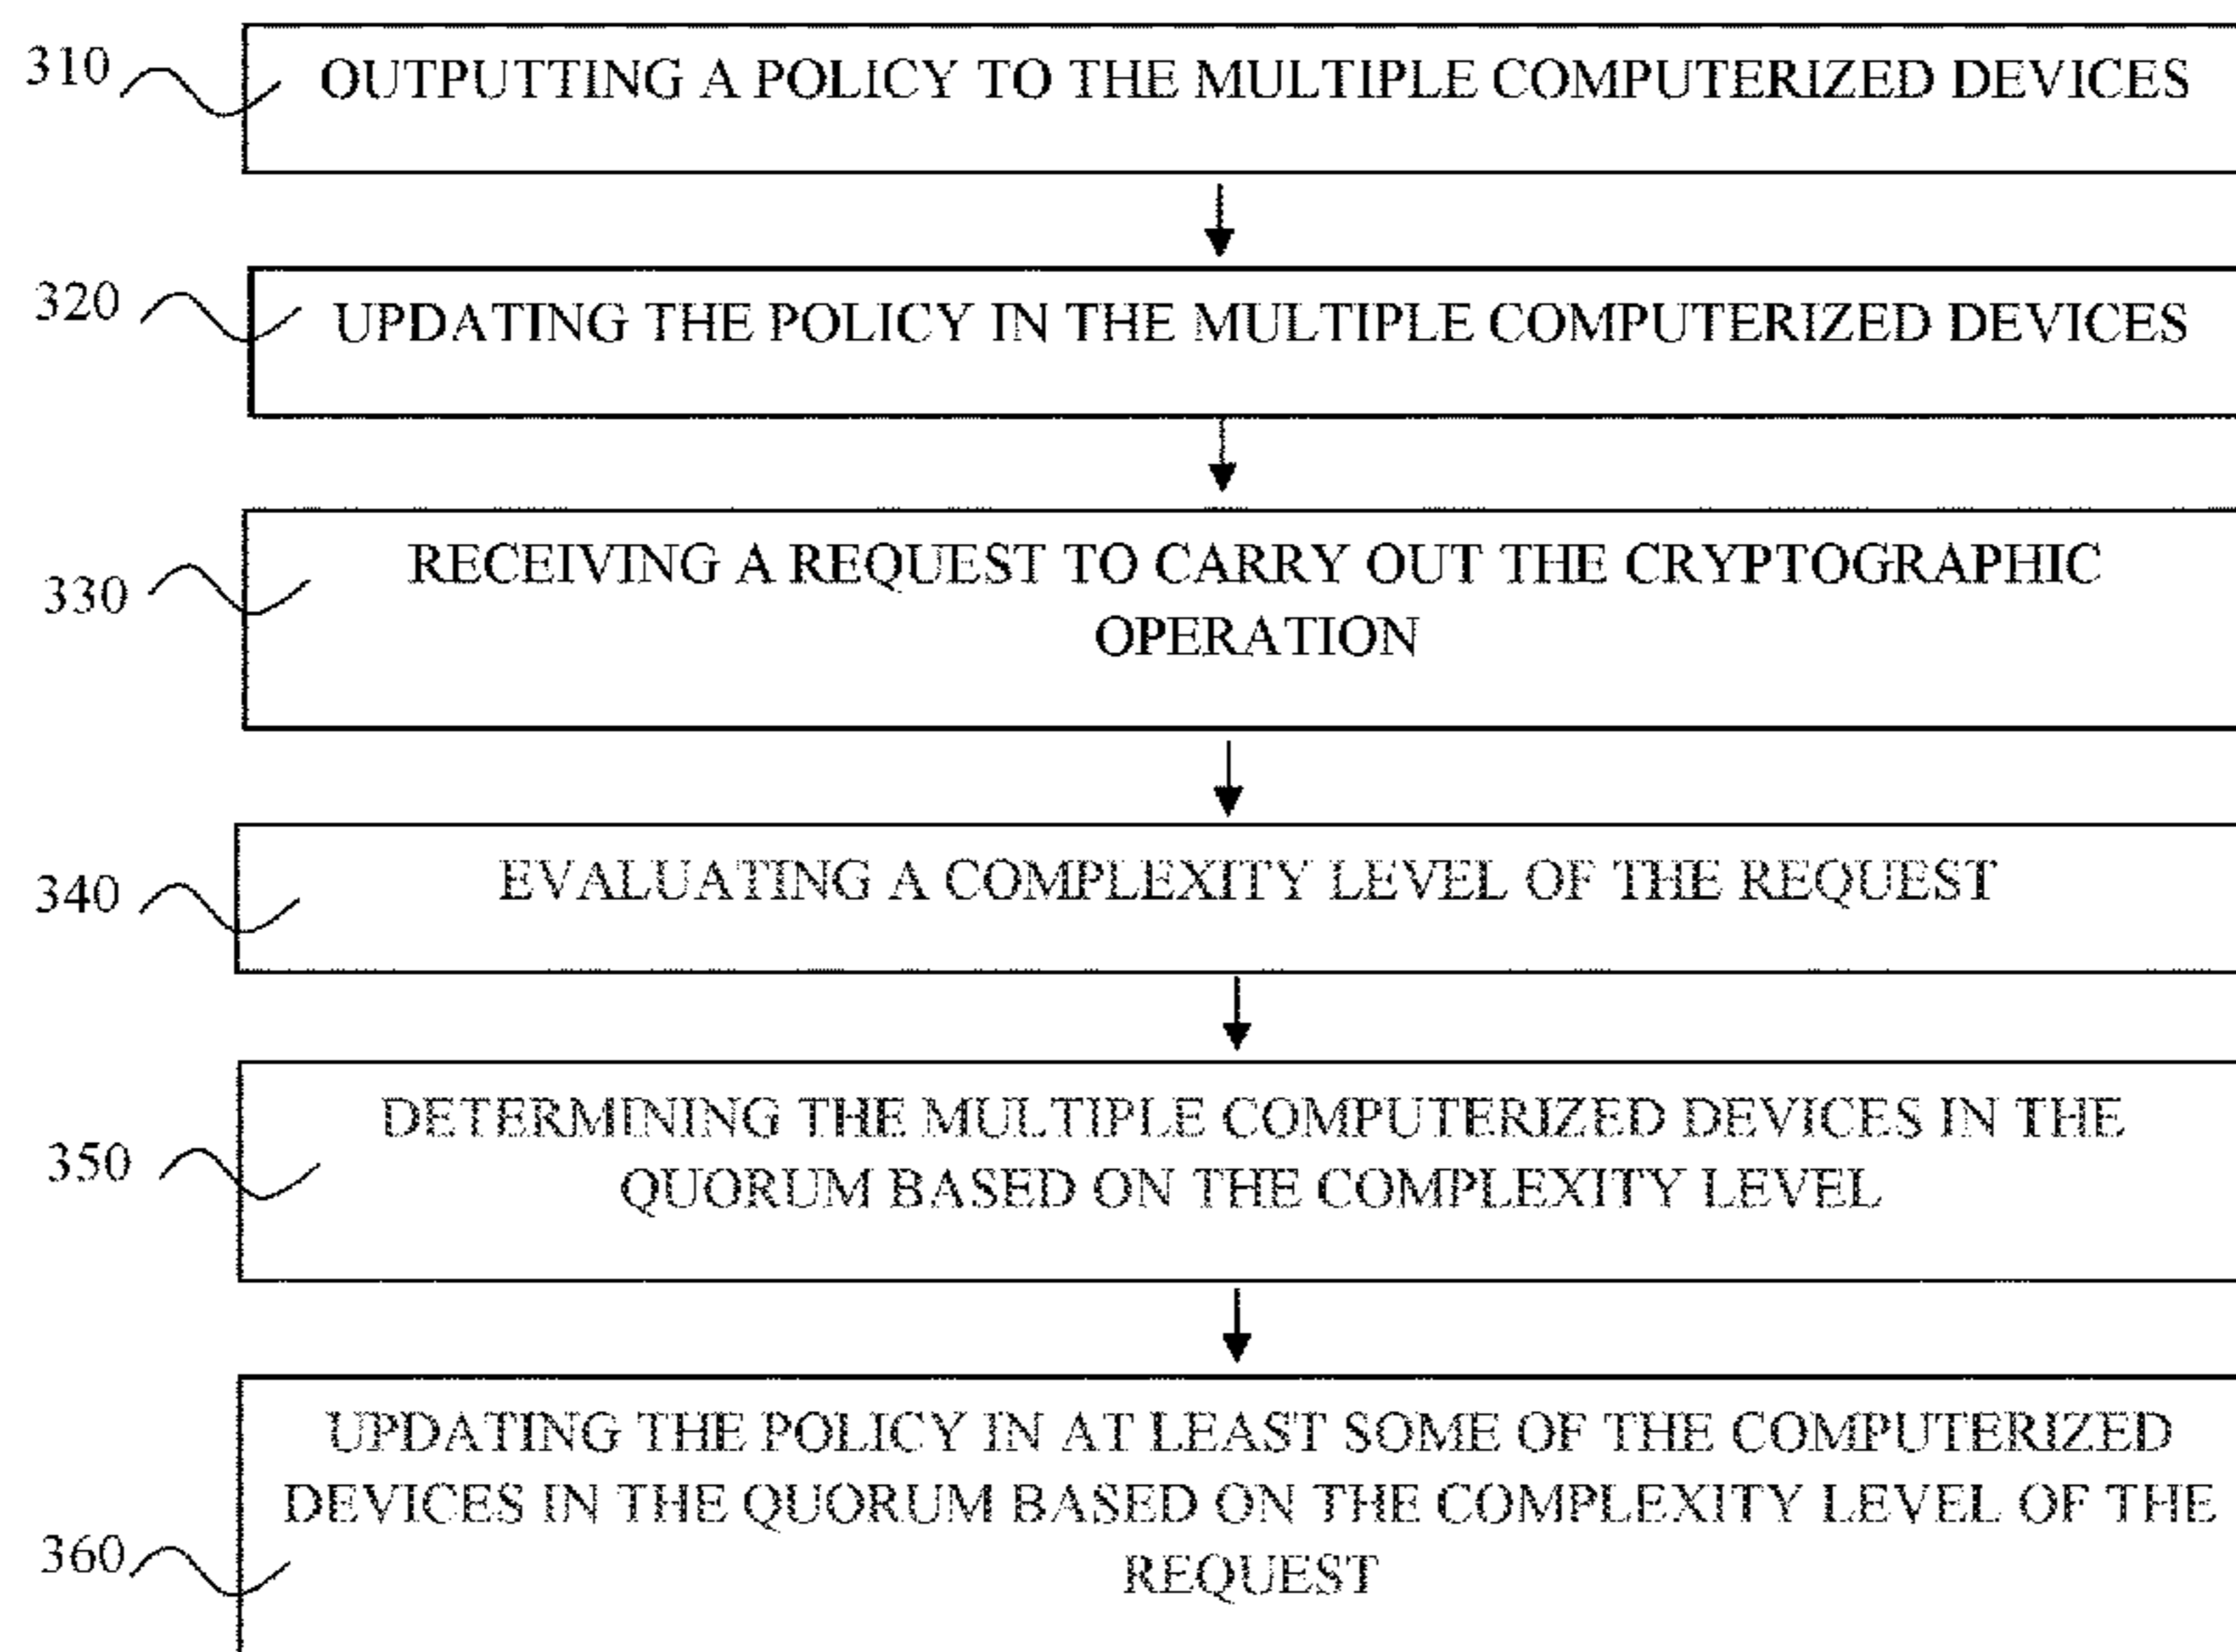 310
OUTPUTTING A POLICY TO THE MULTIPLE COMPUTERIZED DEVICES
320
UPDATING THE POLICY IN THE MULTIPLE COMPUTERIZED DEVICES
330
RECEIVING A REQUEST TO CARRY OUT THE CRYPTOGRAPHIC
OPERATION
340
EVALUATING A COMPLEXITY LEVEL OF THE REQUEST
350
DETERMINING THE MULTIPLE COMPUTERIZED DEVICES IN THE
QUORUM BASED ON THE COMPLEXITY LEVEL
360
UPDATING THE POLICY IN AT LEAST SOME OF THE COMPUTERIZED
DEVICES IN THE QUORUM BASED ON THE COMPLEXITY LEVEL OF THE
REQUEST